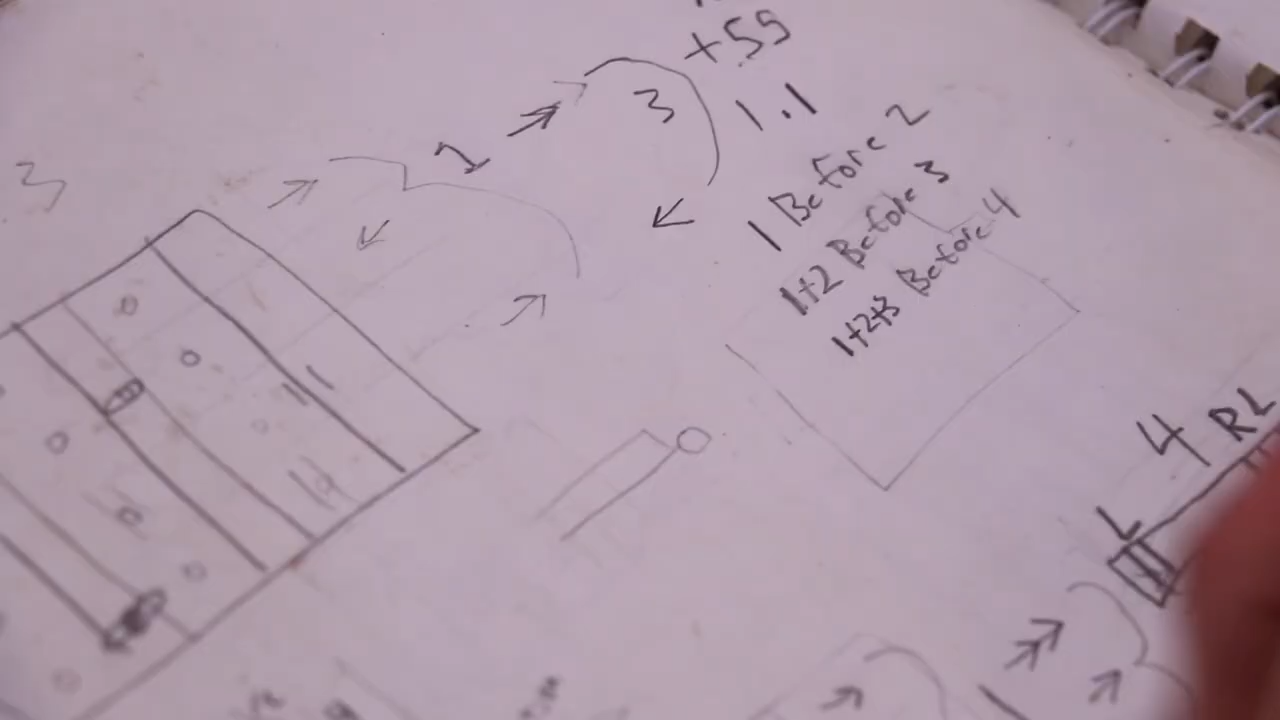 +.55
3
1.1
1
3
1 Before 2
1+2 Before 3
1+2+3 Before 4
4 RL
L